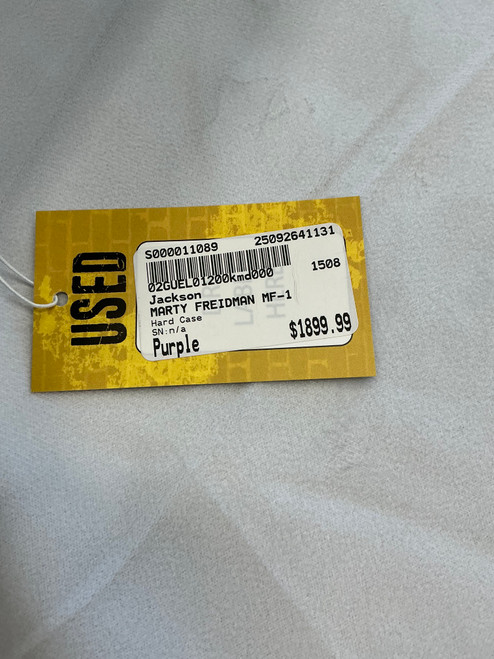 USED
S000011089 25092641131
02GUEL01200kmd000 1508
Jackson
MARTY FREIDMAN MF-1
Hard Case
SN:n/a
Purple $1899.99